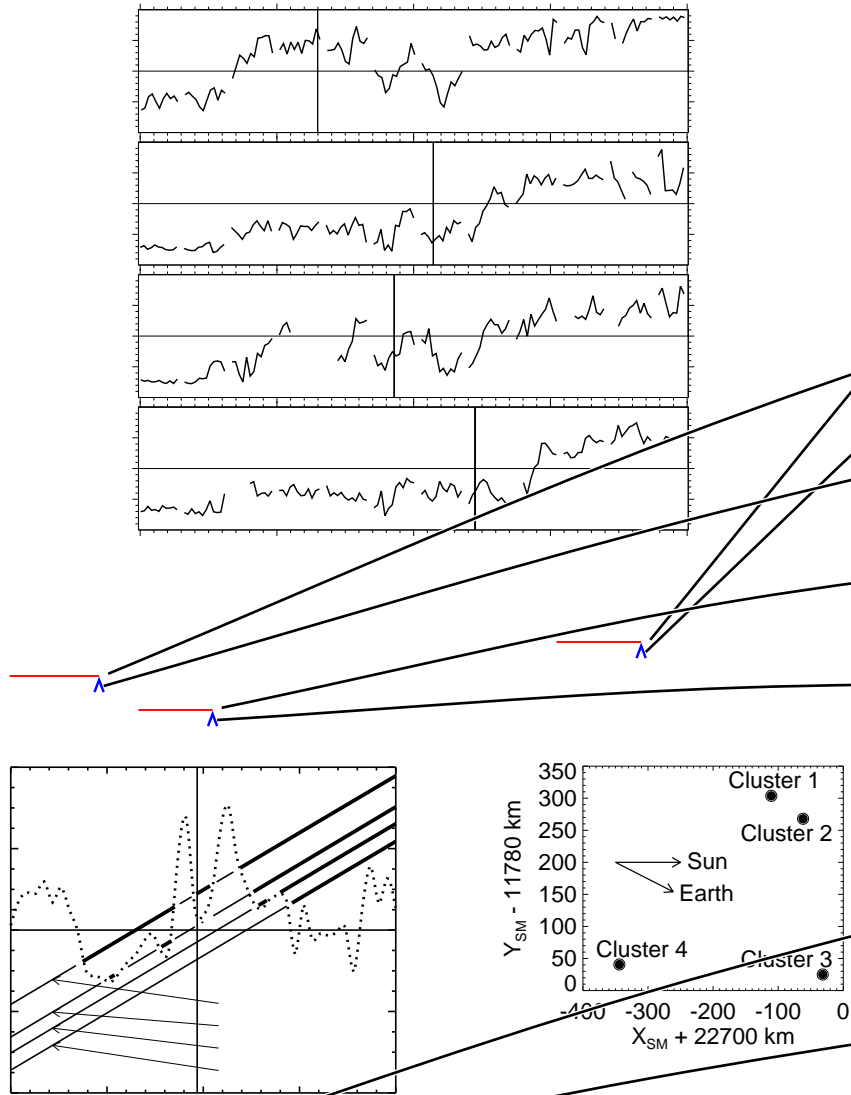 350
300
250
200
150
100
50
0
Y_SM - 11780 km
Cluster 1
Cluster 2
Sun
Earth
Cluster 4
Cluster 3
-400 -300 -200 -100 0
X_SM + 22700 km